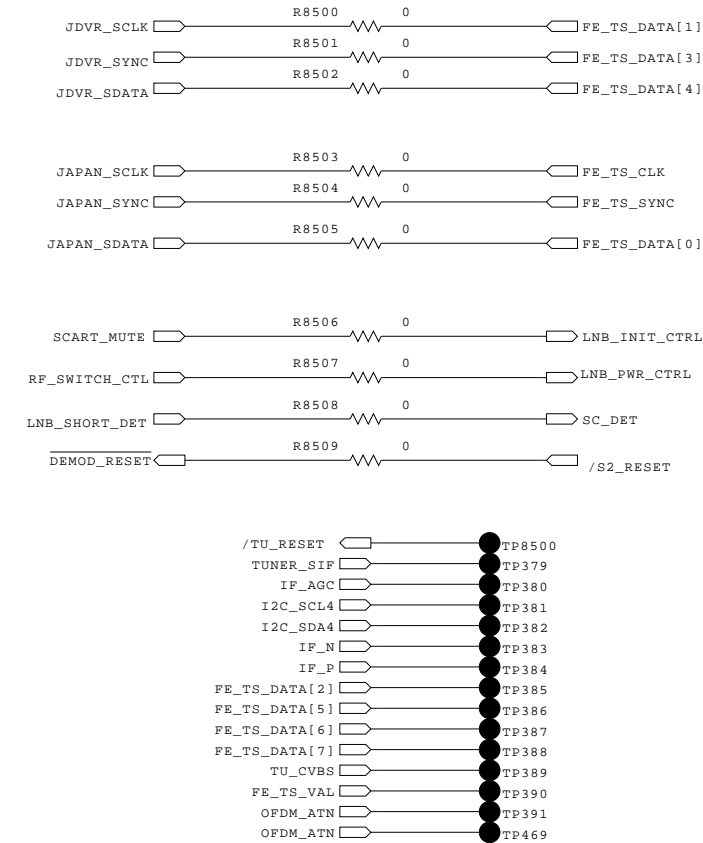 R8500 0
JDVR_SCLK FE_TS_DATA[1]
R8501 0
JDVR_SYNC FE_TS_DATA[3]
R8502 0
JDVR_SDATA FE_TS_DATA[4]
R8503 0
JAPAN_SCLK FE_TS_CLK
R8504 0
JAPAN_SYNC FE_TS_SYNC
R8505 0
JAPAN_SDATA FE_TS_DATA[0]
R8506 0
SCART_MUTE LNB_INIT_CTRL
R8507 0
RF_SWITCH_CTL LNB_PWR_CTRL
R8508 0
LNB_SHORT_DET SC_DET
R8509 0
DEMOD_RESET /S2_RESET
/TU_RESET TP8500
TUNER_SIF TP379
IF_AGC TP380
I2C_SCL4 TP381
I2C_SDA4 TP382
IF_N TP383
IF_P TP384
FE_TS_DATA[2] TP385
FE_TS_DATA[5] TP386
FE_TS_DATA[6] TP387
FE_TS_DATA[7] TP388
TU_CVBS TP389
FE_TS_VAL TP390
OFDM_ATN TP391
OFDM_ATN TP469